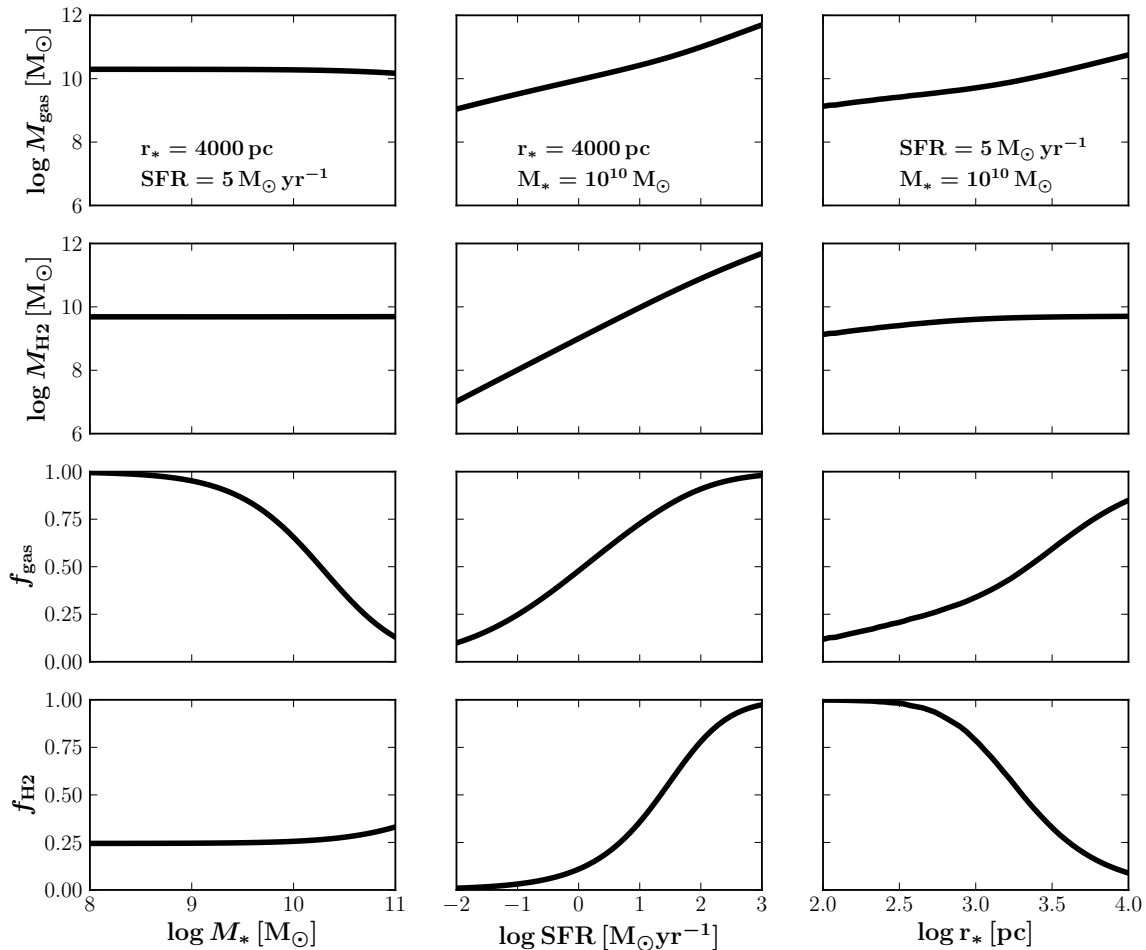 12
10
8
6
log M_gas [M_⊙]
r_* = 4000 pc
SFR = 5 M_⊙ yr⁻¹
r_* = 4000 pc
M_* = 10¹⁰ M_⊙
SFR = 5 M_⊙ yr⁻¹
M_* = 10¹⁰ M_⊙
12
10
8
6
log M_H2 [M_⊙]
1.00
0.75
0.50
0.25
0.00
f_gas
1.00
0.75
0.50
0.25
0.00
f_H2
8 9 10 11
−2 −1 0 1 2 3
2.0 2.5 3.0 3.5 4.0
log M_* [M_⊙]
log SFR [M_⊙yr⁻¹]
log r_* [pc]